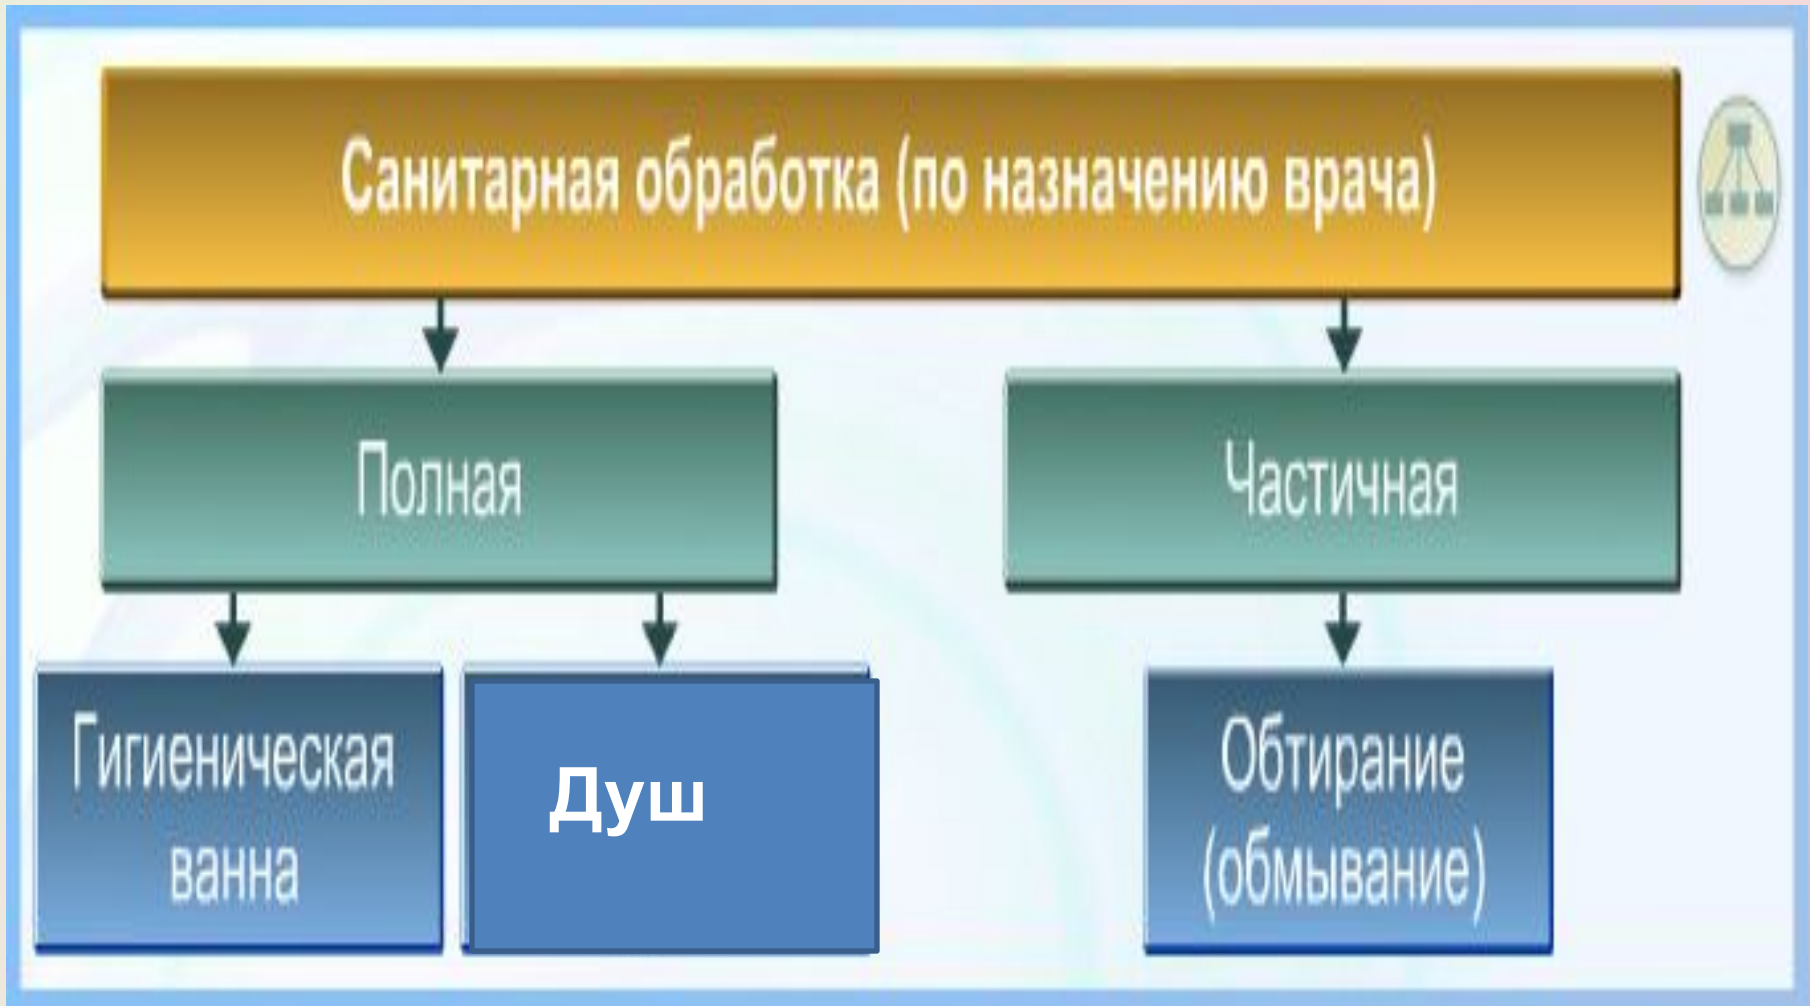 Санитарная обработка (по назначению врача)
Полная
Частичная
Гигиеническая
ванна
Душ
Обтирание
(обмывание)